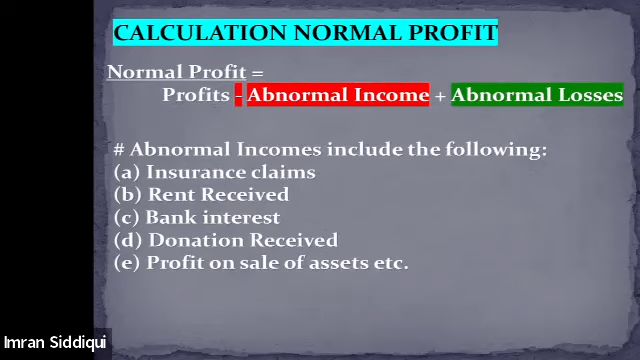 CALCULATION NORMAL PROFIT
Normal Profit =
Profits - Abnormal Income + Abnormal Losses
# Abnormal Incomes include the following:
(a) Insurance claims
(b) Rent Received
(c) Bank interest
(d) Donation Received
(e) Profit on sale of assets etc.
Imran Siddiqui